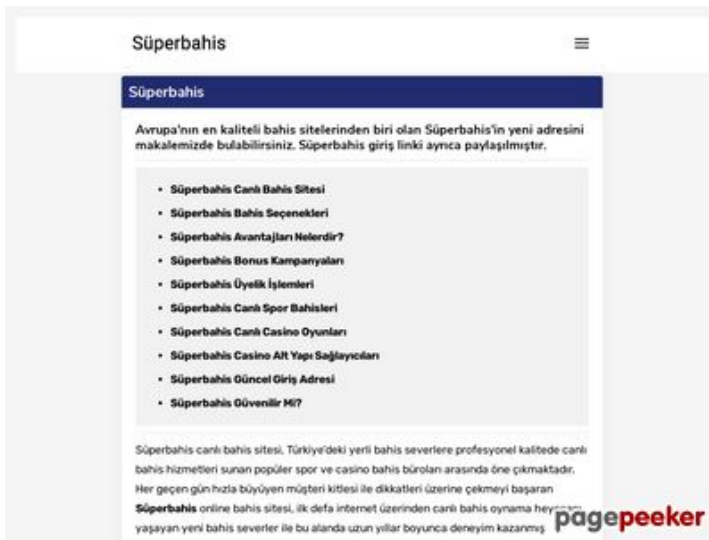 Süperbahis
Süperbahis
Avrupa'nın en kaliteli bahis sitelerinden biri olan Süperbahis'in yeni adresini
makalemizde bulabilirsiniz. Süperbahis giriş linki ayrıca paylaşılmıştır.
• Süperbahis Canlı Bahis Sitesi
• Süperbahis Bahis Seçenekleri
• Süperbahis Avantajları Nelerdir?
• Süperbahis Bonus Kampanyaları
• Süperbahis Üyelik İşlemleri
• Süperbahis Canlı Spor Bahisleri
• Süperbahis Canlı Casino Oyunları
• Süperbahis Casino Alt Yapı Sağlayıcıları
• Süperbahis Güncel Giriş Adresi
• Süperbahis Güvenilir Mi?
Süperbahis canlı bahis sitesi, Türkiye'deki yerli bahis severlere profesyonel kalitede canlı
bahis hizmetleri sunan popüler spor ve casino bahis büroları arasında öne çıkmaktadır.
Her geçen gün hızla büyüyen müşteri kitlesi ile dikkatleri üzerine çekmeyi başaran
Süperbahis online bahis sitesi, ilk defa internet üzerinden canlı bahis oynama
yaşayan yeni bahis severler ile bu alanda uzun yıllar boyunca deneyim kazanmış
pagepeeker